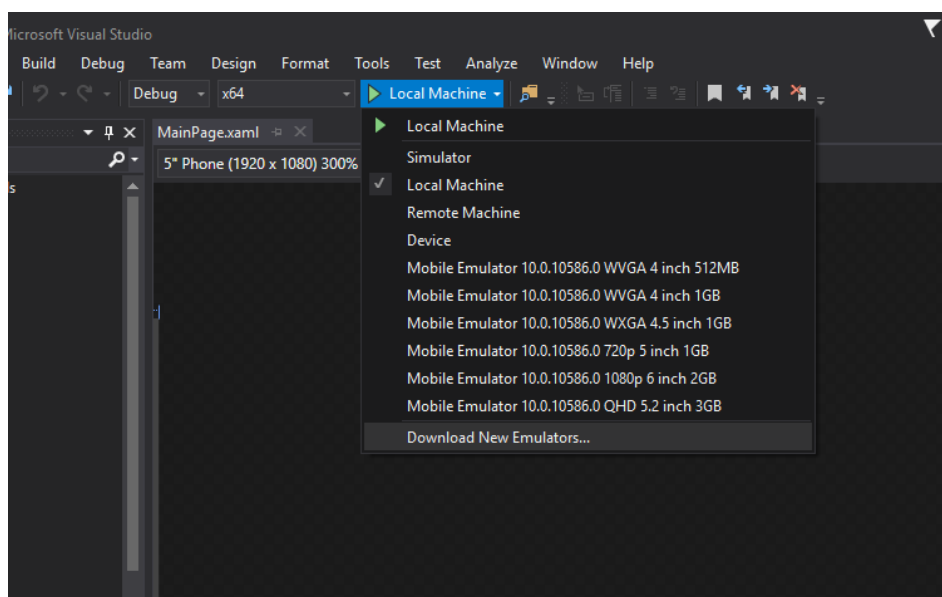 Microsoft Visual Studio
Build Debug Team Design Format Tools Test Analyze Window Help
Debug x64 Local Machine
MainPage.xaml
5" Phone (1920 x 1080) 300%
Local Machine
Simulator
Local Machine
Remote Machine
Device
Mobile Emulator 10.0.10586.0 WVGA 4 inch 512MB
Mobile Emulator 10.0.10586.0 WVGA 4 inch 1GB
Mobile Emulator 10.0.10586.0 WXGA 4.5 inch 1GB
Mobile Emulator 10.0.10586.0 720p 5 inch 1GB
Mobile Emulator 10.0.10586.0 1080p 6 inch 2GB
Mobile Emulator 10.0.10586.0 QHD 5.2 inch 3GB
Download New Emulators...